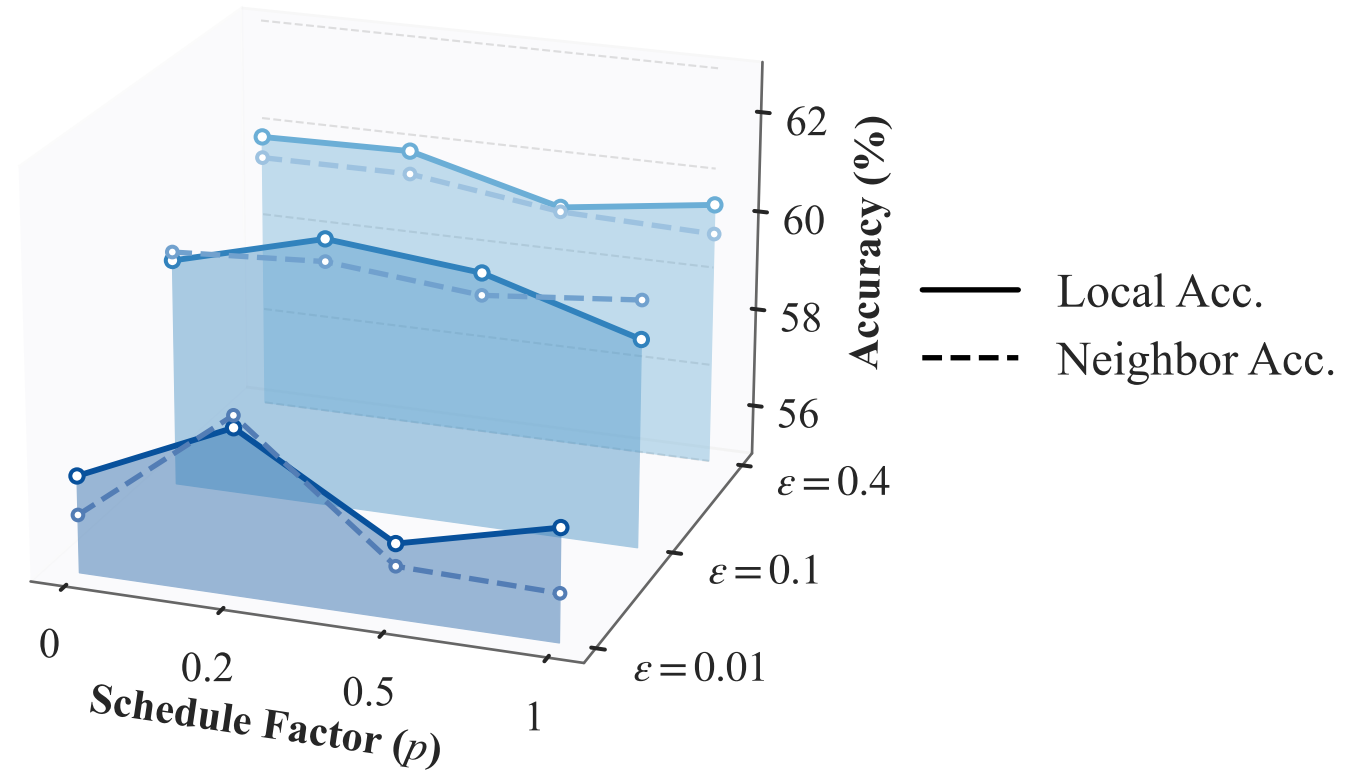 62
60
58
56
Accuracy (%)
Local Acc.
Neighbor Acc.
ε = 0.4
ε = 0.1
ε = 0.01
0
0.2
0.5
1
Schedule Factor (p)